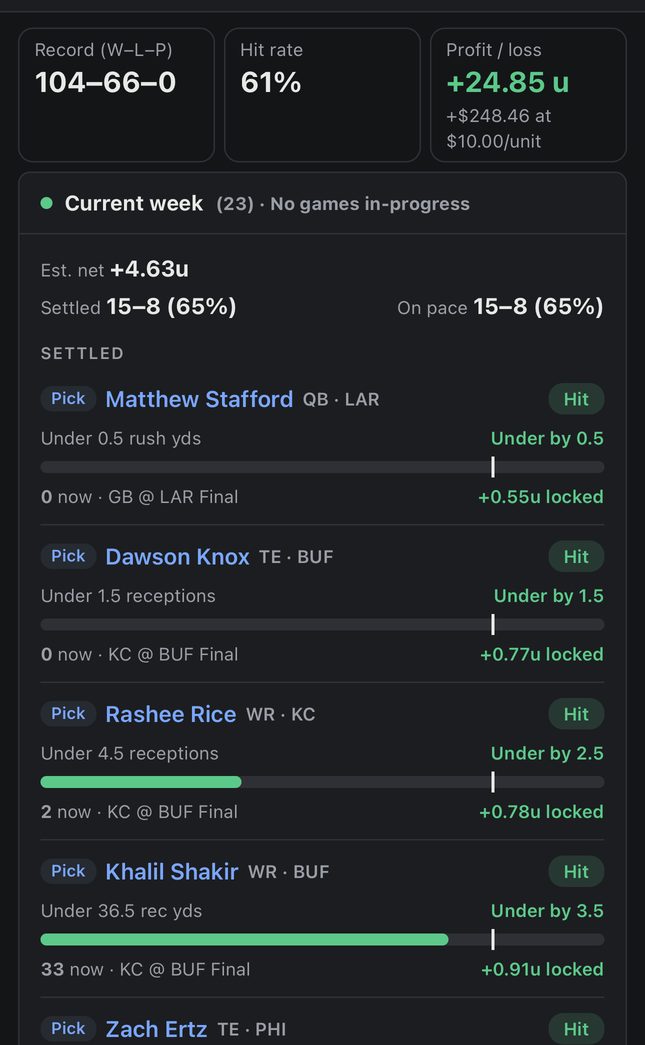 Record (W–L–P)
104–66–0
Hit rate
61%
Profit / loss
+24.85 u
+$248.46 at
$10.00/unit
Current week (23) · No games in-progress
Est. net +4.63u
Settled 15–8 (65%) On pace 15–8 (65%)
SETTLED
Pick Matthew Stafford QB · LAR Hit
Under 0.5 rush yds Under by 0.5
0 now · GB @ LAR Final +0.55u locked
Pick Dawson Knox TE · BUF Hit
Under 1.5 receptions Under by 1.5
0 now · KC @ BUF Final +0.77u locked
Pick Rashee Rice WR · KC Hit
Under 4.5 receptions Under by 2.5
2 now · KC @ BUF Final +0.78u locked
Pick Khalil Shakir WR · BUF Hit
Under 36.5 rec yds Under by 3.5
33 now · KC @ BUF Final +0.91u locked
Pick Zach Ertz TE · PHI Hit